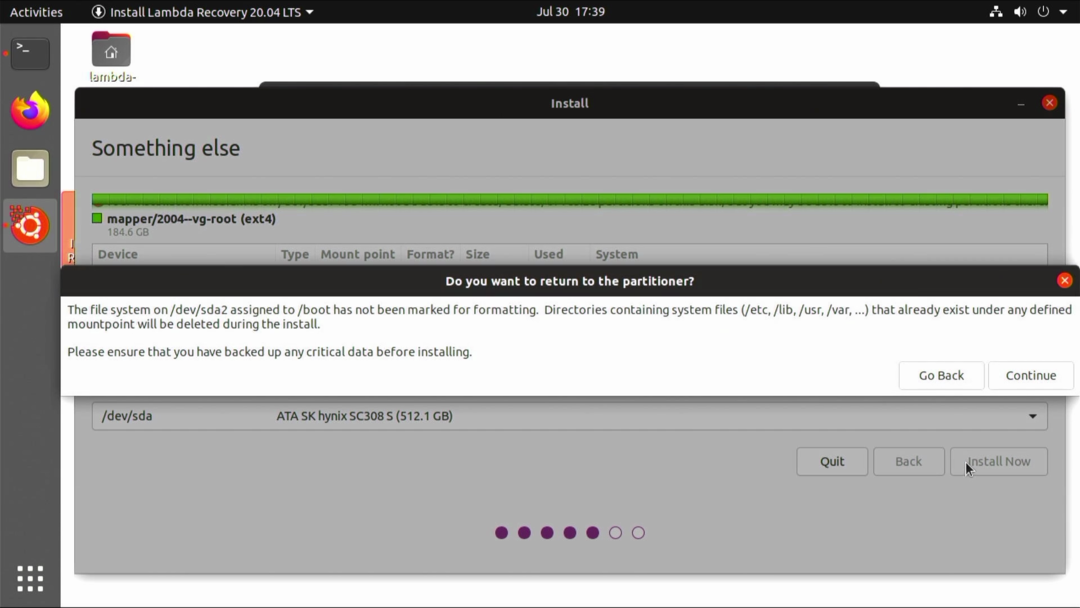 Activities
Install Lambda Recovery 20.04 LTS
Jul 30 17:39
>_
lambda-
Install
Something else
mapper/2004--vg-root (ext4)
184.6 GB
Device Type Mount point Format? Size Used System
Do you want to return to the partitioner?
The file system on /dev/sda2 assigned to /boot has not been marked for formatting. Directories containing system files (/etc, /lib, /usr, /var, ...) that already exist under any defined
mountpoint will be deleted during the install.
Please ensure that you have backed up any critical data before installing.
Go Back Continue
/dev/sda ATA SK hynix SC308 S (512.1 GB)
Quit Back Install Now